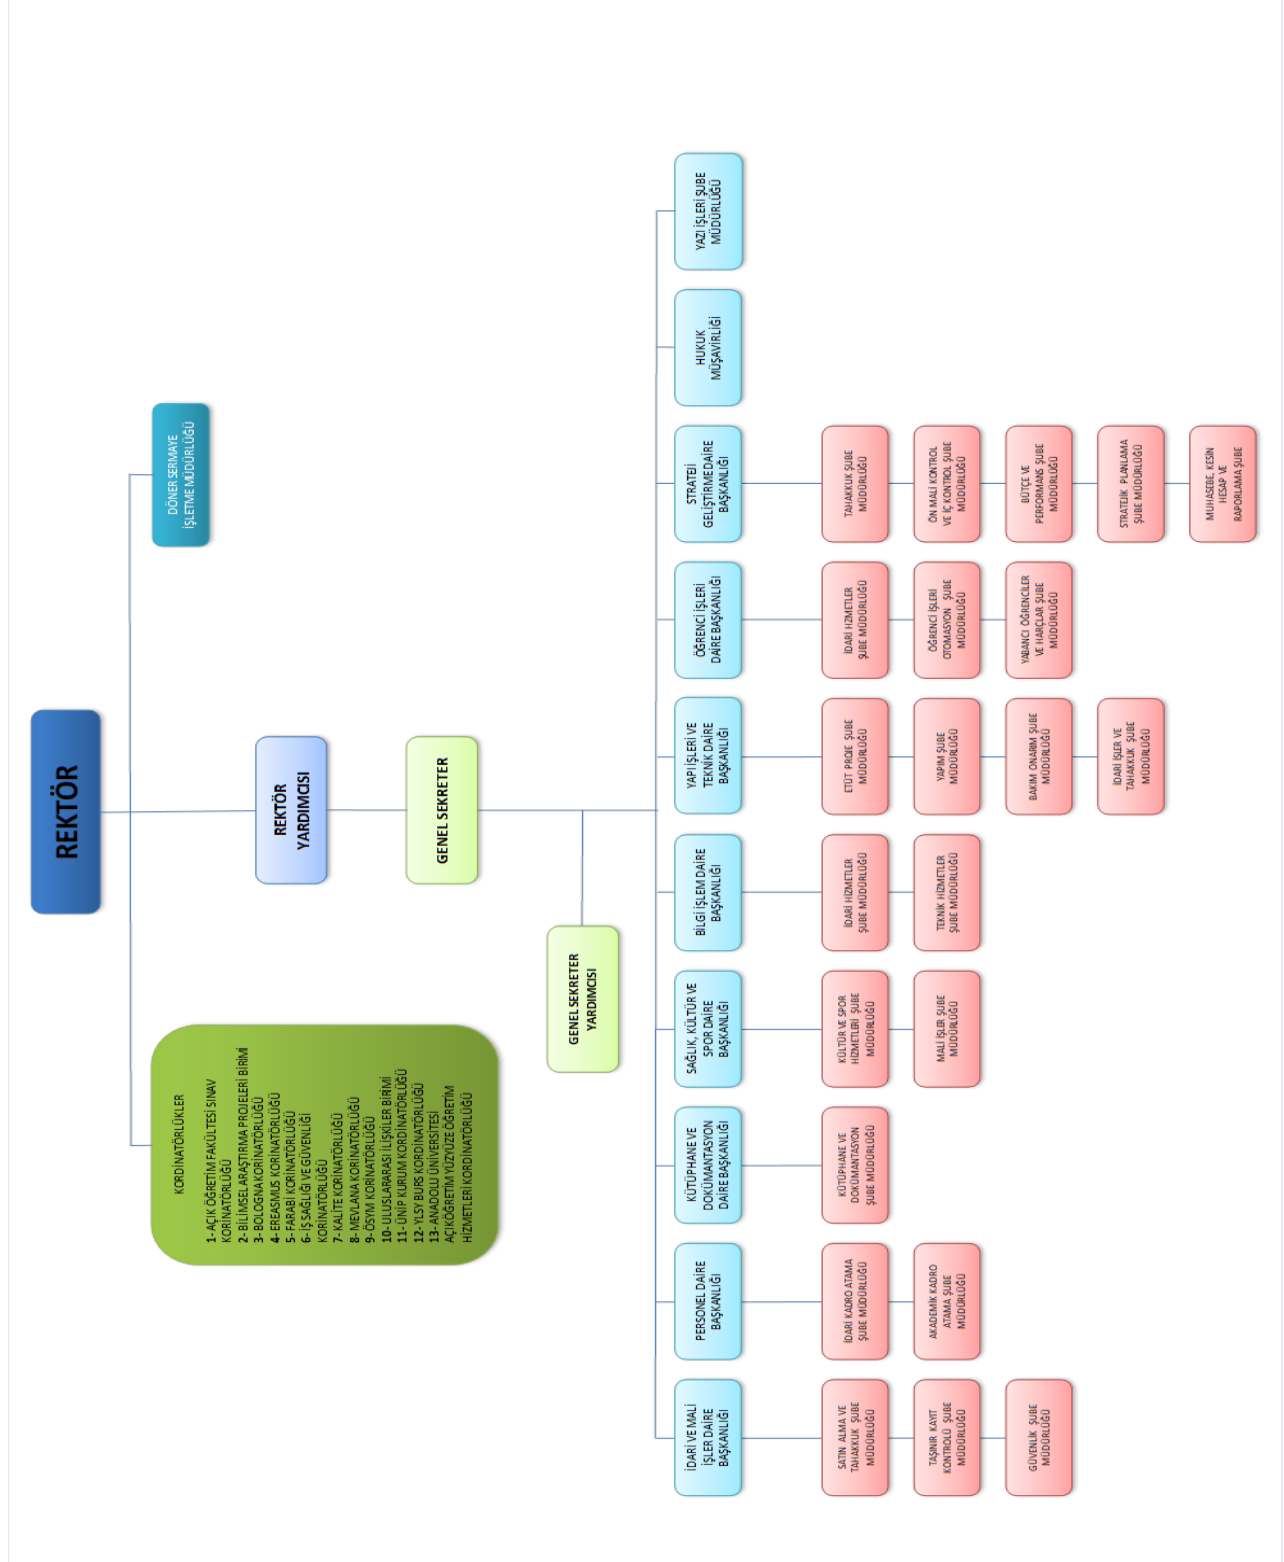 REKTÖR
DÖNER SERMAYE
İŞLETME MÜDÜRLÜĞÜ
KORDİNATÖRLÜKLER
1- AÇIK ÖĞRETİM FAKÜLTESİ SINAV
KORİNATÖRLÜĞÜ
2- BİLİMSEL ARAŞTIRMA PROJELERİ BİRİMİ
3- BOLOGNA KORİNATÖRLÜĞÜ
4- EREASMUS KORİNATÖRLÜĞÜ
5- FARABİ KORİNATÖRLÜĞÜ
6- İŞ SAĞLIĞI VE GÜVENLİĞİ
KORİNATÖRLÜĞÜ
7- KALİTE KORİNATÖRLÜĞÜ
8- MEVLANA KORİNATÖRLÜĞÜ
9- ÖSYM KORİNATÖRLÜĞÜ
10- ULUSLARARASI İLİŞKİLER BİRİMİ
11- ÜNİP KURUM KORDİNATÖRLÜĞÜ
12- YLSY BURS KORDİNATÖRLÜĞÜ
13- ANADOLU ÜNİVERSİTESİ
AÇIKÖĞRETİM YÜZYÜZE ÖĞRETİM
HİZMETLERİ KORDİNATÖRLÜĞÜ
REKTÖR
YARDIMCISI
GENEL SEKRETER
GENEL SEKRETER
YARDIMCISI
İDARİ VE MALİ
İŞLER DAİRE
BAŞKANLIĞI
PERSONEL DAİRE
BAŞKANLIĞI
KÜTÜPHANE VE
DOKÜMANTASYON
DAİRE BAŞKANLIĞI
SAĞLIK, KÜLTÜR VE
SPOR DAİRE
BAŞKANLIĞI
BİLGİ İŞLEM DAİRE
BAŞKANLIĞI
YAPI İŞLERİ VE
TEKNİK DAİRE
BAŞKANLIĞI
ÖĞRENCİ İŞLERİ
DAİRE BAŞKANLIĞI
STRATEJİ
GELİŞTİRME DAİRE
BAŞKANLIĞI
HUKUK
MÜŞAVİRLİĞİ
YAZI İŞLERİ ŞUBE
MÜDÜRLÜĞÜ
SATIN ALMA VE
TAHAKKUK ŞUBE
MÜDÜRLÜĞÜ
İDARİ KADRO ATAMA
ŞUBE MÜDÜRLÜĞÜ
KÜTÜPHANE VE
DOKÜMANTASYON
ŞUBE MÜDÜRLÜĞÜ
KÜLTÜR VE SPOR
HİZMETLERİ ŞUBE
MÜDÜRLÜĞÜ
İDARİ HİZMETLER
ŞUBE MÜDÜRLÜĞÜ
ETÜT PROJE ŞUBE
MÜDÜRLÜĞÜ
İDARİ HZMETLER
ŞUBE MÜDÜRLÜĞÜ
TAHAKKUK ŞUBE
MÜDÜRLÜĞÜ
TAŞINIR KAYIT
KONTROLÜ ŞUBE
MÜDÜRLÜĞÜ
AKADEMİK KADRO
ATAMA ŞUBE
MÜDÜRLÜĞÜ
MALİ İŞLER ŞUBE
MÜDÜRLÜĞÜ
TEKNİK HİZMETLER
ŞUBE MÜDÜRLÜĞÜ
YAPIM ŞUBE
MÜDÜRLÜĞÜ
ÖĞRENCİ İŞLERİ
OTOMASYON ŞUBE
MÜDÜRLÜĞÜ
ÖN MALİ KONTROL
VE İÇ KONTROL ŞUBE
MÜDÜRLÜĞÜ
GÜVENLİK ŞUBE
MÜDÜRLÜĞÜ
BAKIM ONARIM ŞUBE
MÜDÜRLÜĞÜ
YABANCI ÖĞRENCİLER
VE HARÇLAR ŞUBE
MÜDÜRLÜĞÜ
BÜTÇE VE
PERFORMANS ŞUBE
MÜDÜRLÜĞÜ
İDARİ İŞLER VE
TAHAKKUK ŞUBE
MÜDÜRLÜĞÜ
STRATEJİK PLANLAMA
ŞUBE MÜDÜRLÜĞÜ
MUHASEBE, KESİN
HESAP VE
RAPORLAMA ŞUBE